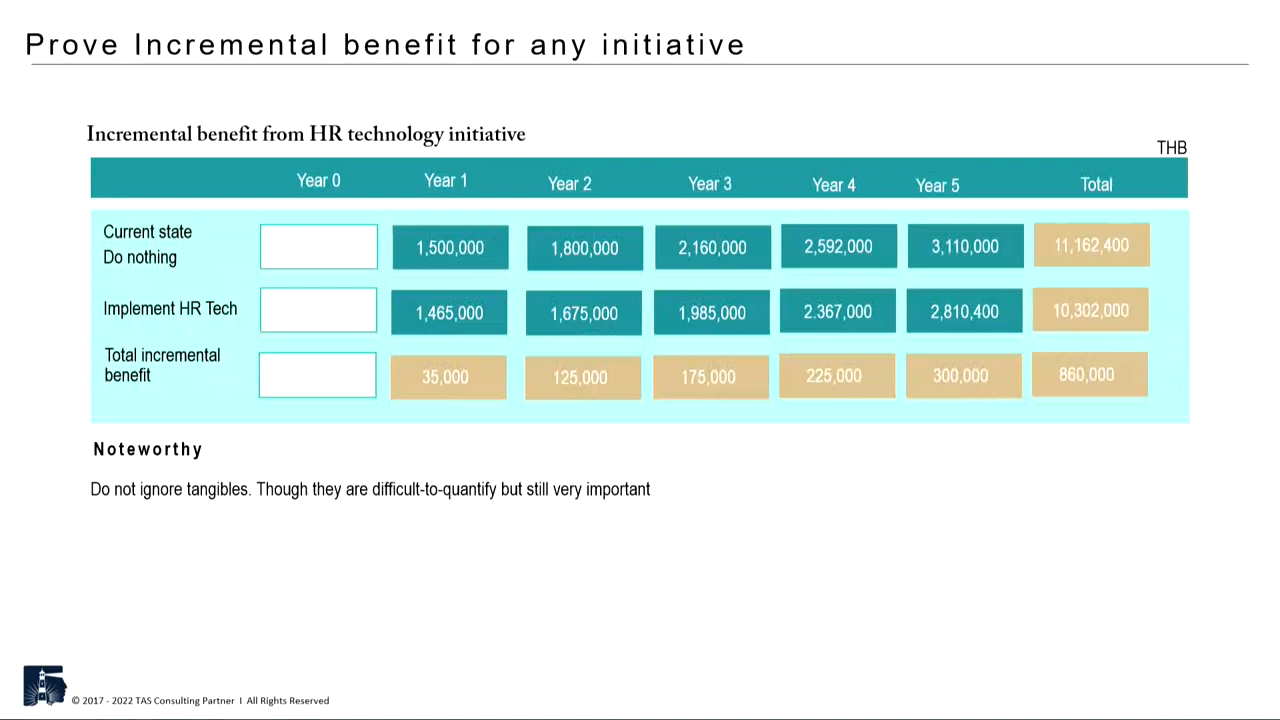 Prove Incremental benefit for any initiative
Incremental benefit from HR technology initiative
THB
Year 0 Year 1 Year 2 Year 3 Year 4 Year 5 Total
Current state
Do nothing
1,500,000 1,800,000 2,160,000 2,592,000 3,110,000 11,162,400
Implement HR Tech 1,465,000 1,675,000 1,985,000 2.367,000 2,810,400 10,302,000
Total incremental
benefit
35,000 125,000 175,000 225,000 300,000 860,000
Noteworthy
Do not ignore tangibles. Though they are difficult-to-quantify but still very important
© 2017 - 2022 TAS Consulting Partner I All Rights Reserved